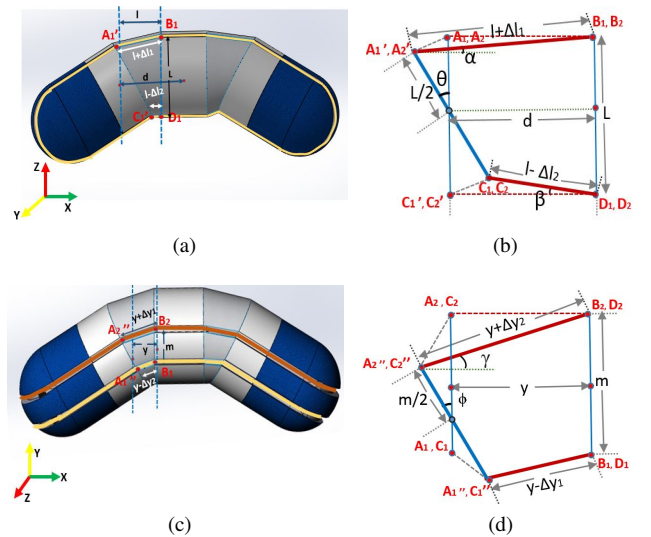 l
A₁' B₁
l+Δl₁
d L
l-Δl₂
C₁' D₁
Z
Y X
(a)
B₁, B₂
l+Δl₁
A₁, A₂
A₁', A₂'
α
θ
L/2
d L
l- Δl₂
C₁, C₂
β
C₁', C₂' D₁, D₂
(b)
y+Δy₁
A₂'' B₂
y m
A₁'' B₁
y-Δy₂
Y
X
Z
(c)
A₂, C₂ B₂, D₂
y+Δy₂
A₂'', C₂'' γ
m/2 ϕ y m
A₁, C₁ B₁, D₁
A₁'', C₁''
y-Δy₁
(d)